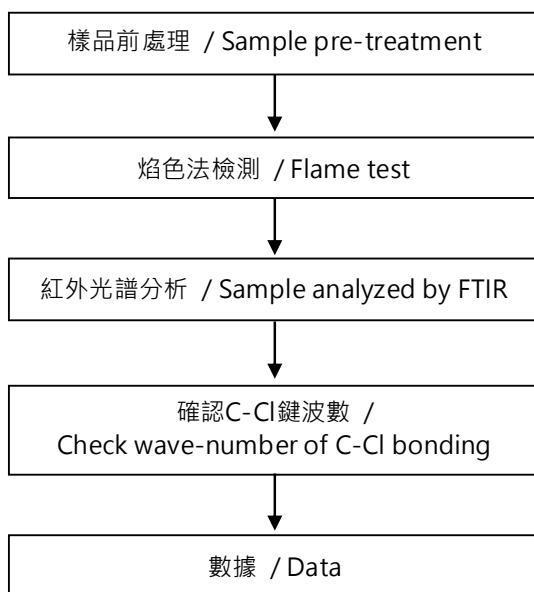 樣品前處理 / Sample pre-treatment
焰色法檢測 / Flame test
紅外光譜分析 / Sample analyzed by FTIR
確認C-Cl鍵波數 /
Check wave-number of C-Cl bonding
數據 / Data